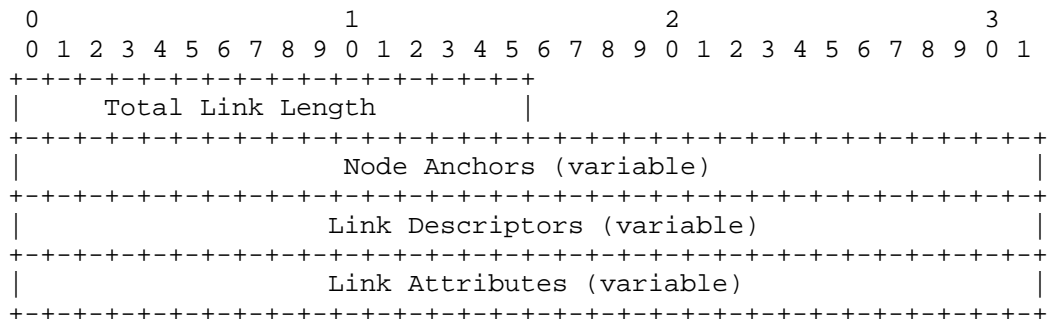 0                   1                   2                   3
 0 1 2 3 4 5 6 7 8 9 0 1 2 3 4 5 6 7 8 9 0 1 2 3 4 5 6 7 8 9 0 1
+-+-+-+-+-+-+-+-+-+-+-+-+-+-+-+-+
|     Total Link Length         |
+-+-+-+-+-+-+-+-+-+-+-+-+-+-+-+-+-+-+-+-+-+-+-+-+-+-+-+-+-+-+-+-+
|                    Node Anchors (variable)                    |
+-+-+-+-+-+-+-+-+-+-+-+-+-+-+-+-+-+-+-+-+-+-+-+-+-+-+-+-+-+-+-+-+
|                   Link Descriptors (variable)                 |
+-+-+-+-+-+-+-+-+-+-+-+-+-+-+-+-+-+-+-+-+-+-+-+-+-+-+-+-+-+-+-+-+
|                   Link Attributes (variable)                  |
+-+-+-+-+-+-+-+-+-+-+-+-+-+-+-+-+-+-+-+-+-+-+-+-+-+-+-+-+-+-+-+-+